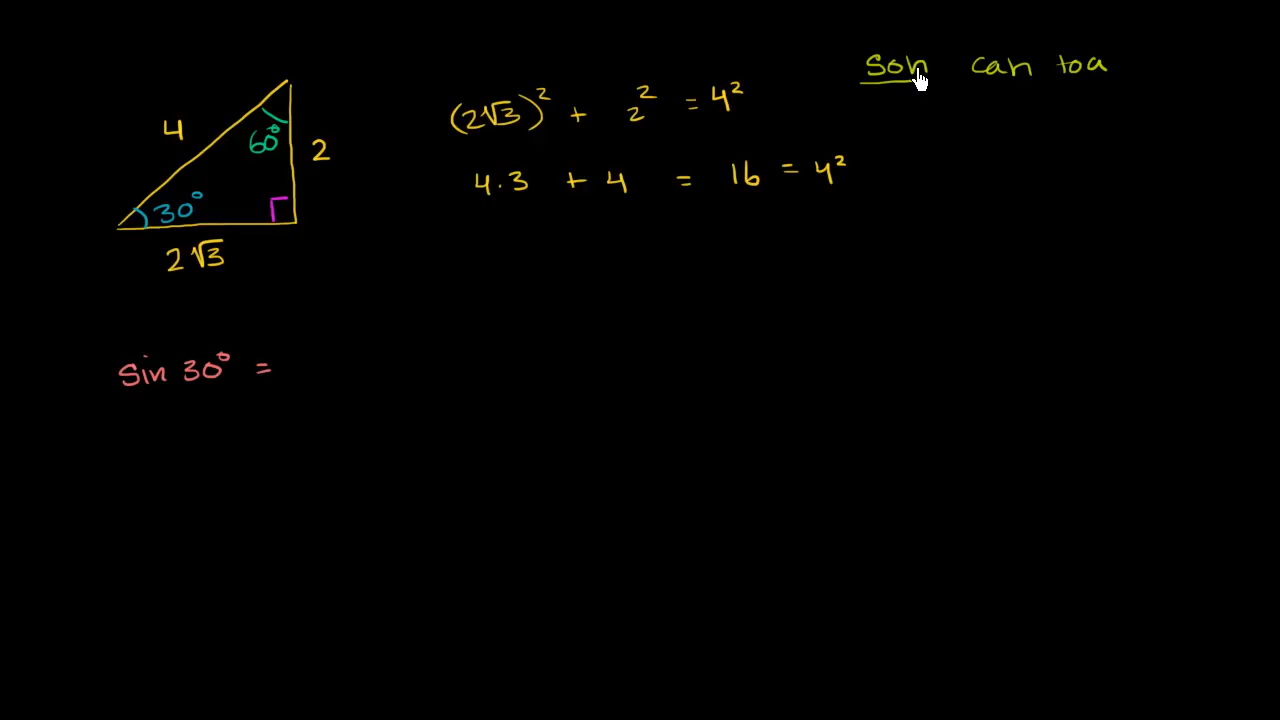 soh cah toa
(2√3)² + 2² = 4²
4 60° 2
4·3 + 4 = 16 = 4²
30°
2√3
sin 30° =